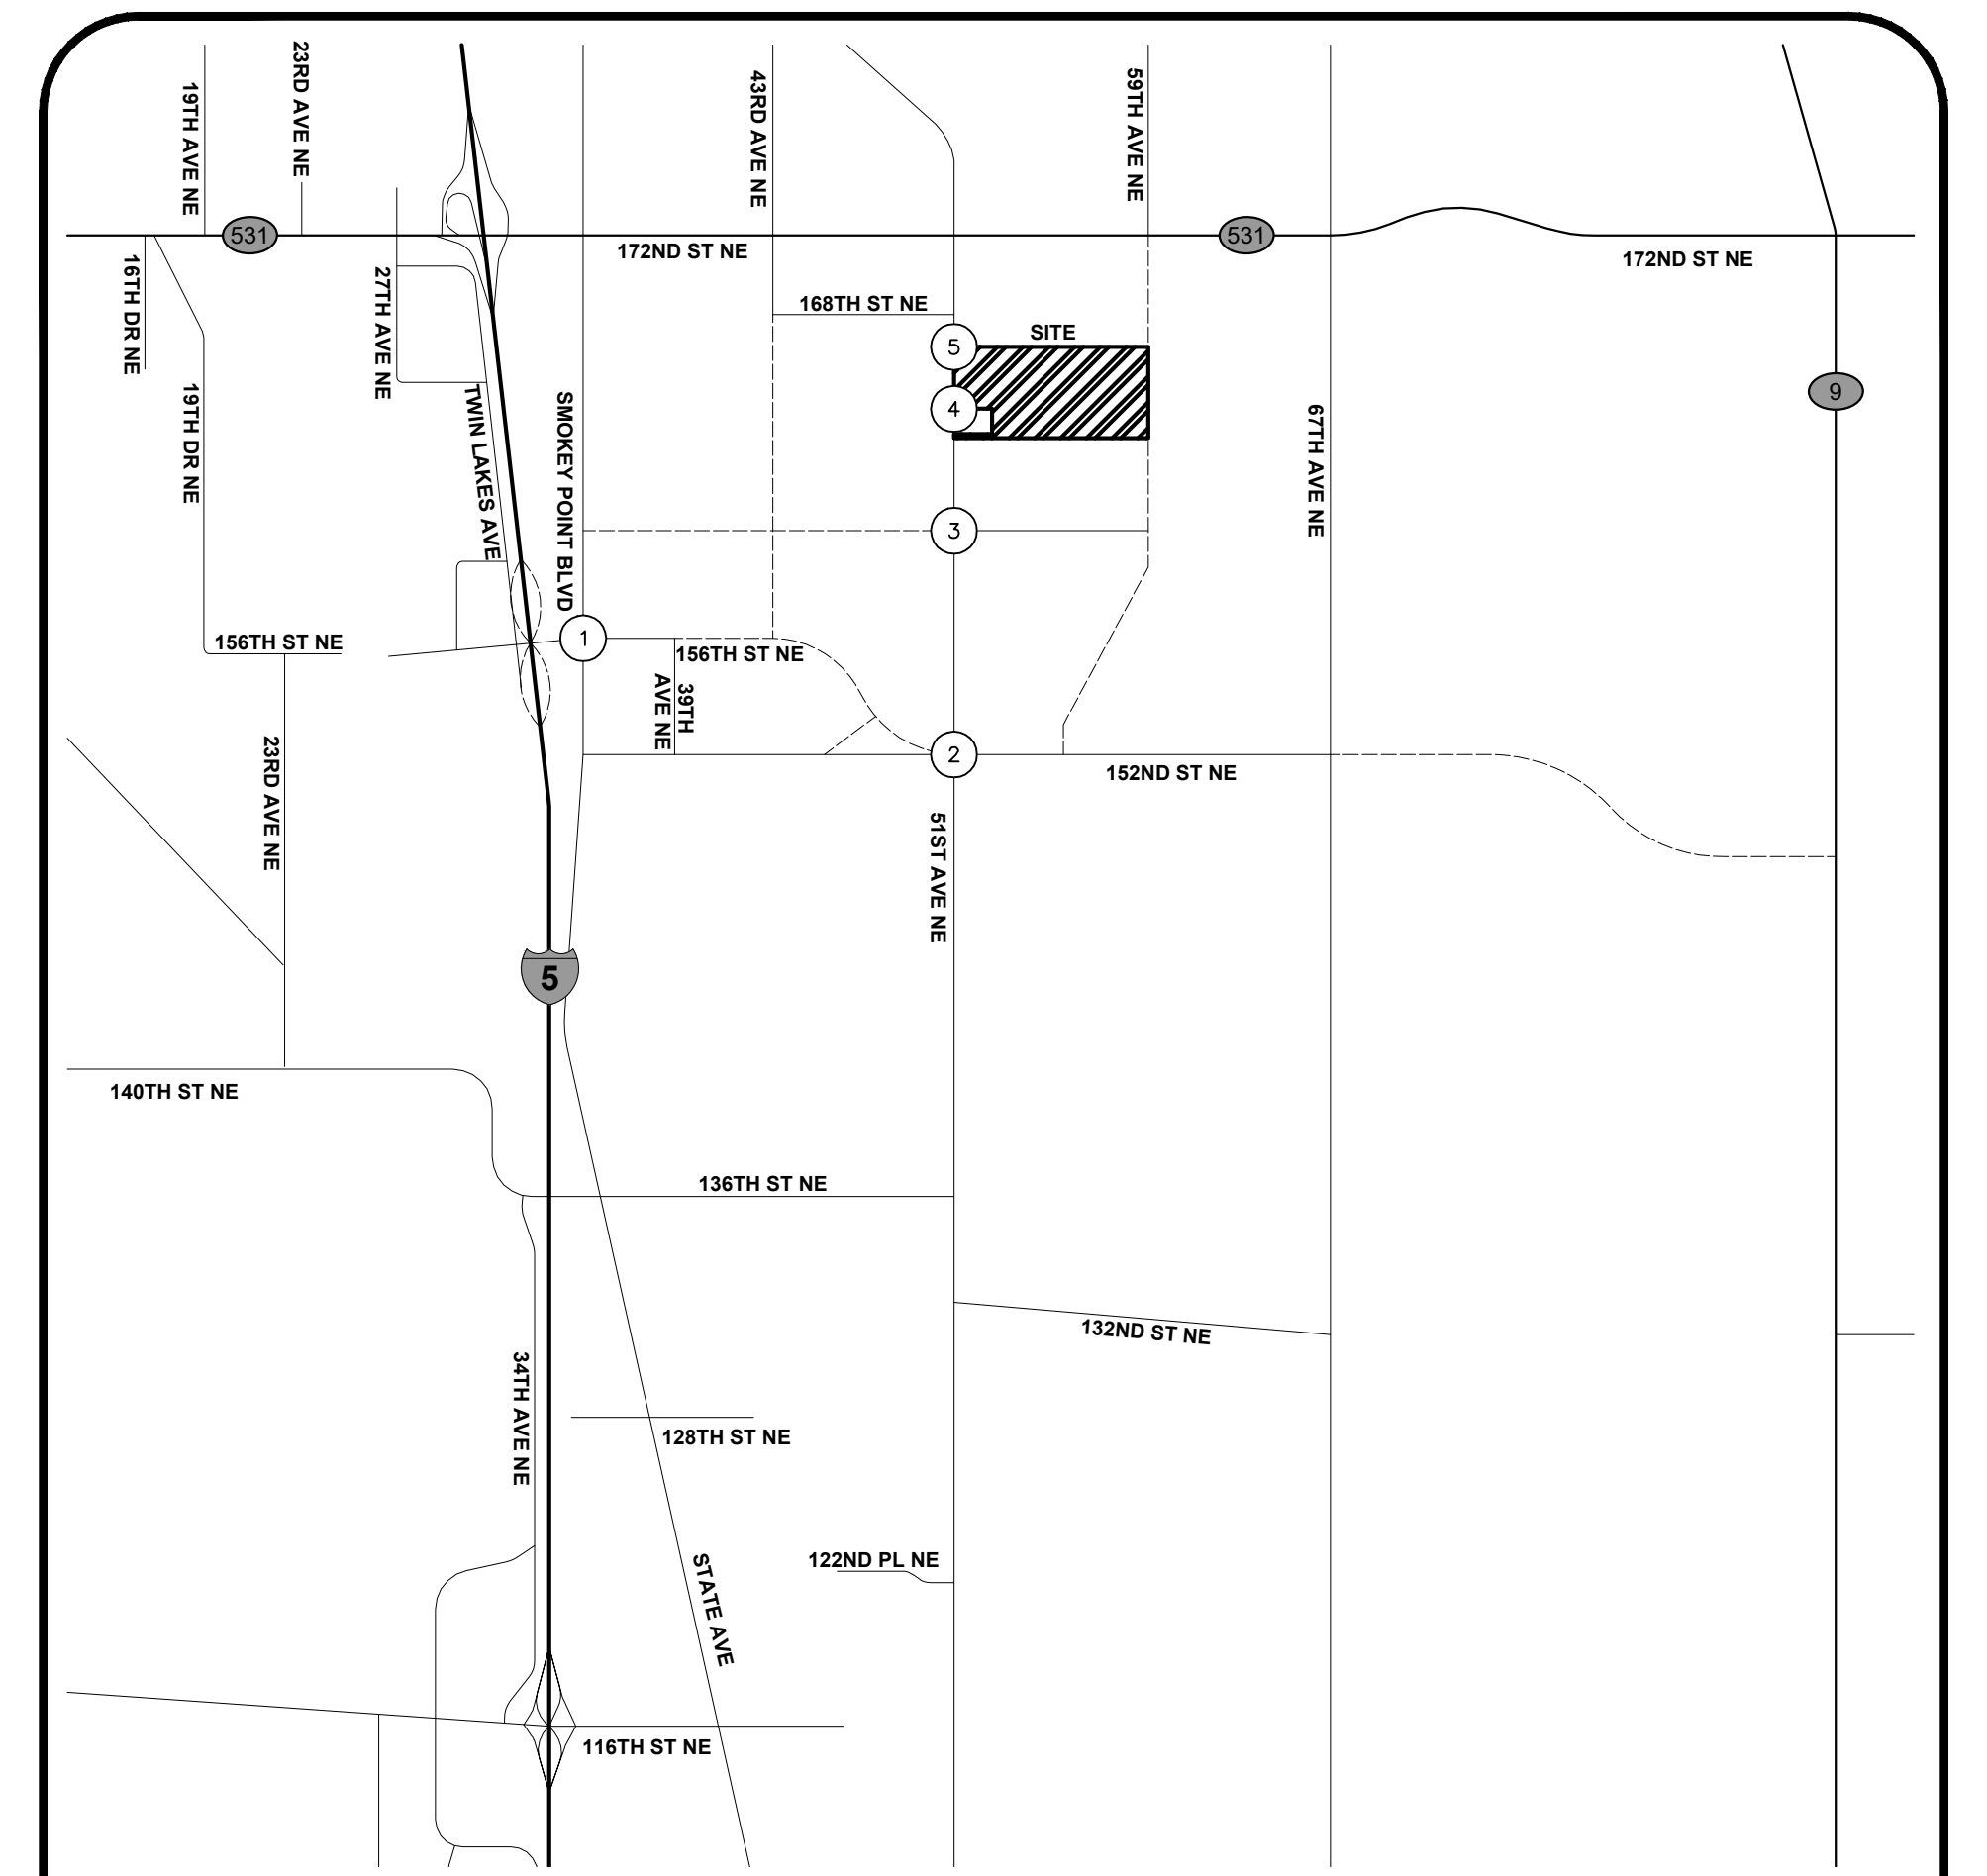 23RD AVE NE
19TH AVE NE
43RD AVE NE
59TH AVE NE
531
531
172ND ST NE
172ND ST NE
16TH DR NE
27TH AVE NE
168TH ST NE
SITE
5
4
9
19TH DR NE
TWIN LAKES AVE
SMOKEY POINT BLVD
67TH AVE NE
3
1
156TH ST NE
156TH ST NE
39TH
AVE NE
2
152ND ST NE
23RD AVE NE
51ST AVE NE
5
140TH ST NE
136TH ST NE
132ND ST NE
34TH AVE NE
128TH ST NE
122ND PL NE
STATE AVE
116TH ST NE